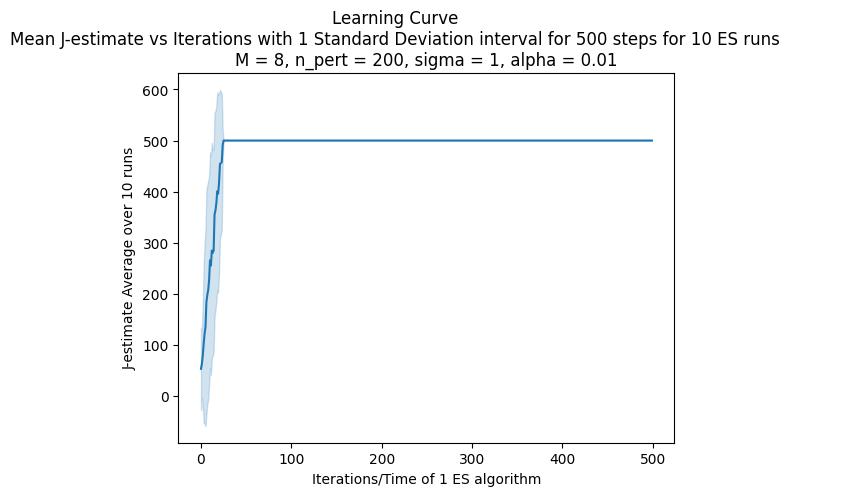 Learning Curve
Mean J-estimate vs Iterations with 1 Standard Deviation interval for 500 steps for 10 ES runs
M = 8, n_pert = 200, sigma = 1, alpha = 0.01
600
500
400
300
200
100
0
J-estimate Average over 10 runs
0 100 200 300 400 500
Iterations/Time of 1 ES algorithm